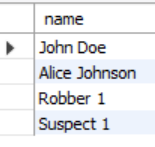 name
John Doe
Alice Johnson
Robber 1
Suspect 1